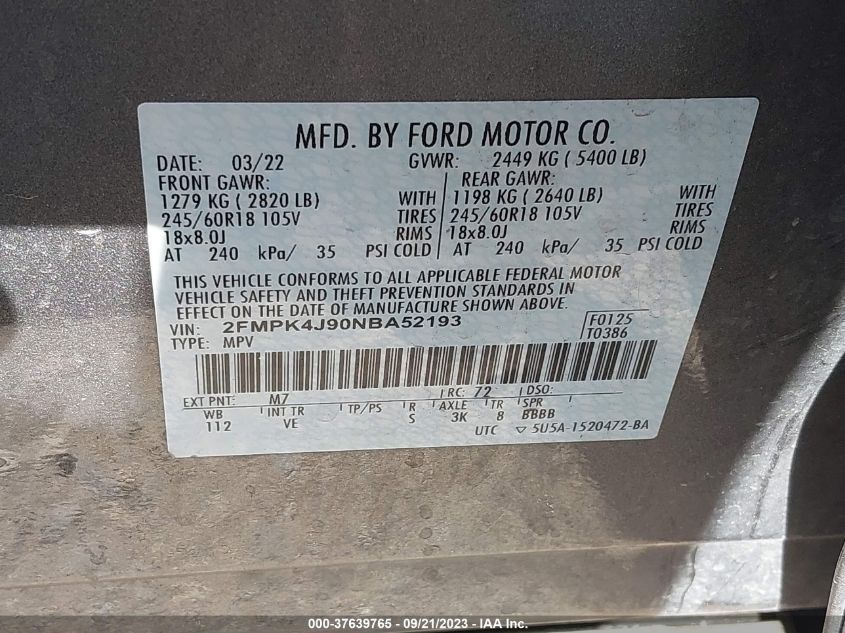 MFD. BY FORD MOTOR CO.
DATE: 03/22 GVWR: 2449 KG ( 5400 LB)
FRONT GAWR: REAR GAWR:
1279 KG ( 2820 LB) WITH 1198 KG ( 2640 LB) WITH
245/60R18 105V TIRES 245/60R18 105V TIRES
18x8.0J RIMS 18x8.0J RIMS
AT 240 kPa/ 35 PSI COLD AT 240 kPa/ 35 PSI COLD
THIS VEHICLE CONFORMS TO ALL APPLICABLE FEDERAL MOTOR
VEHICLE SAFETY AND THEFT PREVENTION STANDARDS IN
EFFECT ON THE DATE OF MANUFACTURE SHOWN ABOVE.
VIN: 2FMPK4J90NBA52193 F0125
TYPE: MPV T0386
EXT PNT: M7 RC: 72 DSO:
WB INT TR TP/PS R AXLE TR SPR
112 VE S 3K 8 BBBB
UTC ▽ 5U5A-1520472-BA
000-37639765 - 09/21/2023 - IAA Inc.